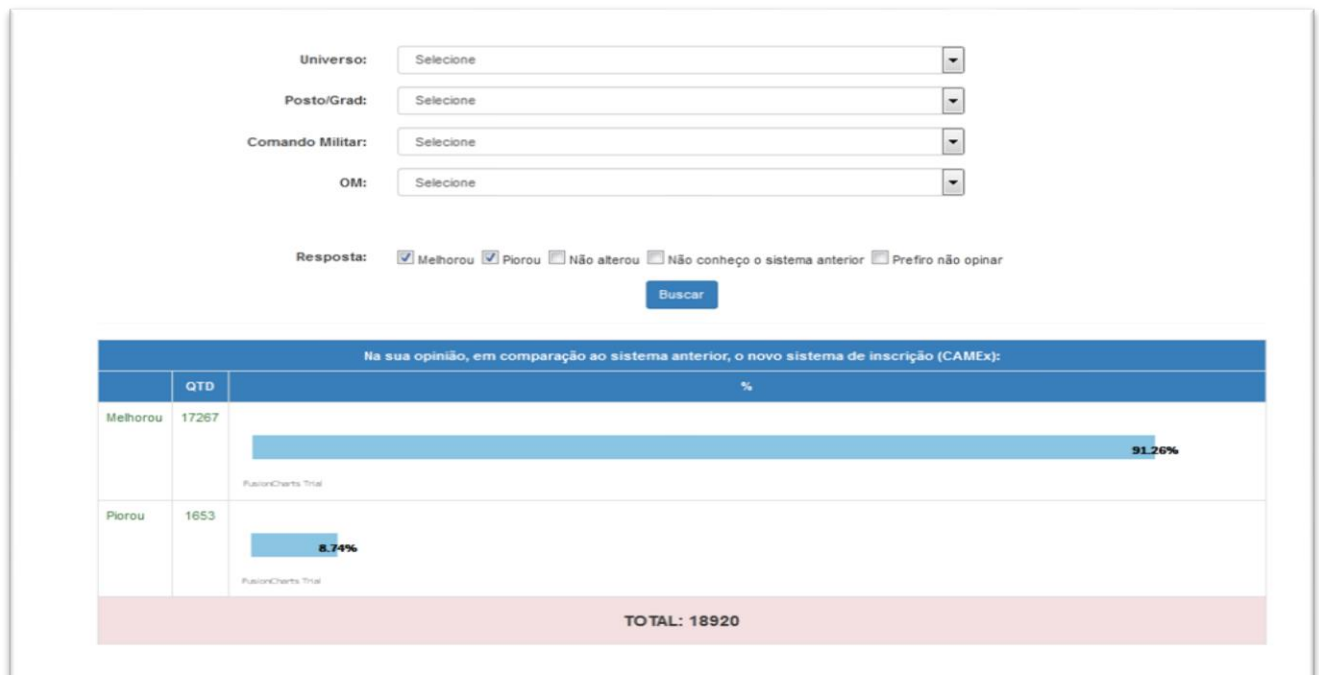 Universo: Selecione
Posto/Grad: Selecione
Comando Militar: Selecione
OM: Selecione
Resposta: Melhorou Piorou Não alterou Não conheço o sistema anterior Prefiro não opinar
Buscar
Na sua opinião, em comparação ao sistema anterior, o novo sistema de inscrição (CAMEx):
QTD %
Melhorou 17267
91.26%
FusionCharts Trial
Piorou 1653
8.74%
FusionCharts Trial
TOTAL: 18920